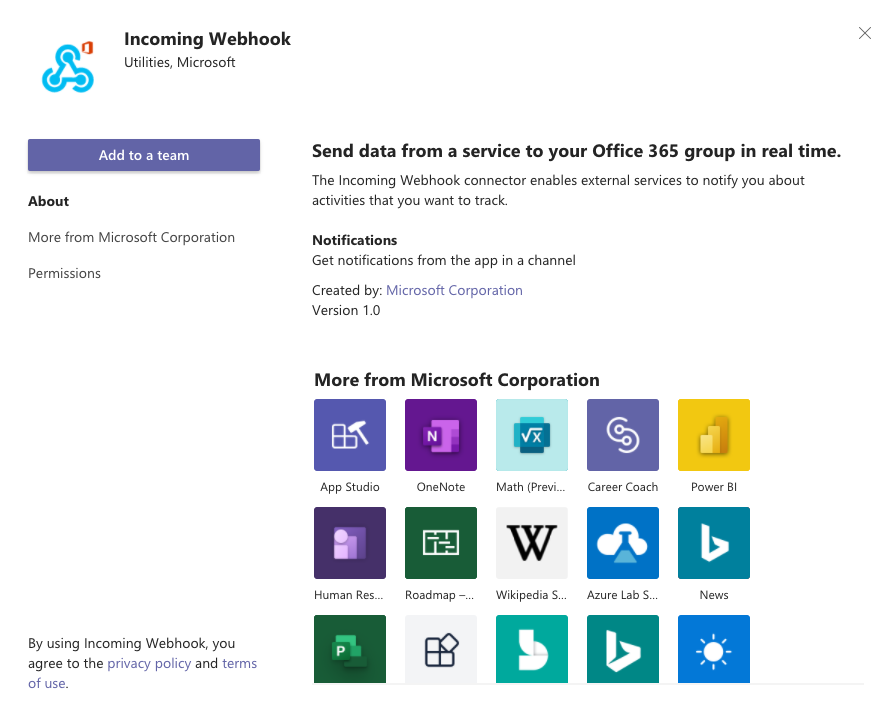 Incoming Webhook
Utilities, Microsoft
Add to a team
About
More from Microsoft Corporation
Permissions
By using Incoming Webhook, you
agree to the privacy policy and terms
of use.
Send data from a service to your Office 365 group in real time.
The Incoming Webhook connector enables external services to notify you about
activities that you want to track.
Notifications
Get notifications from the app in a channel
Created by: Microsoft Corporation
Version 1.0
More from Microsoft Corporation
N
√x
App Studio
OneNote
Math (Previ...
Career Coach
Power BI
W
Human Res...
Roadmap –...
Wikipedia S...
Azure Lab S...
News
P